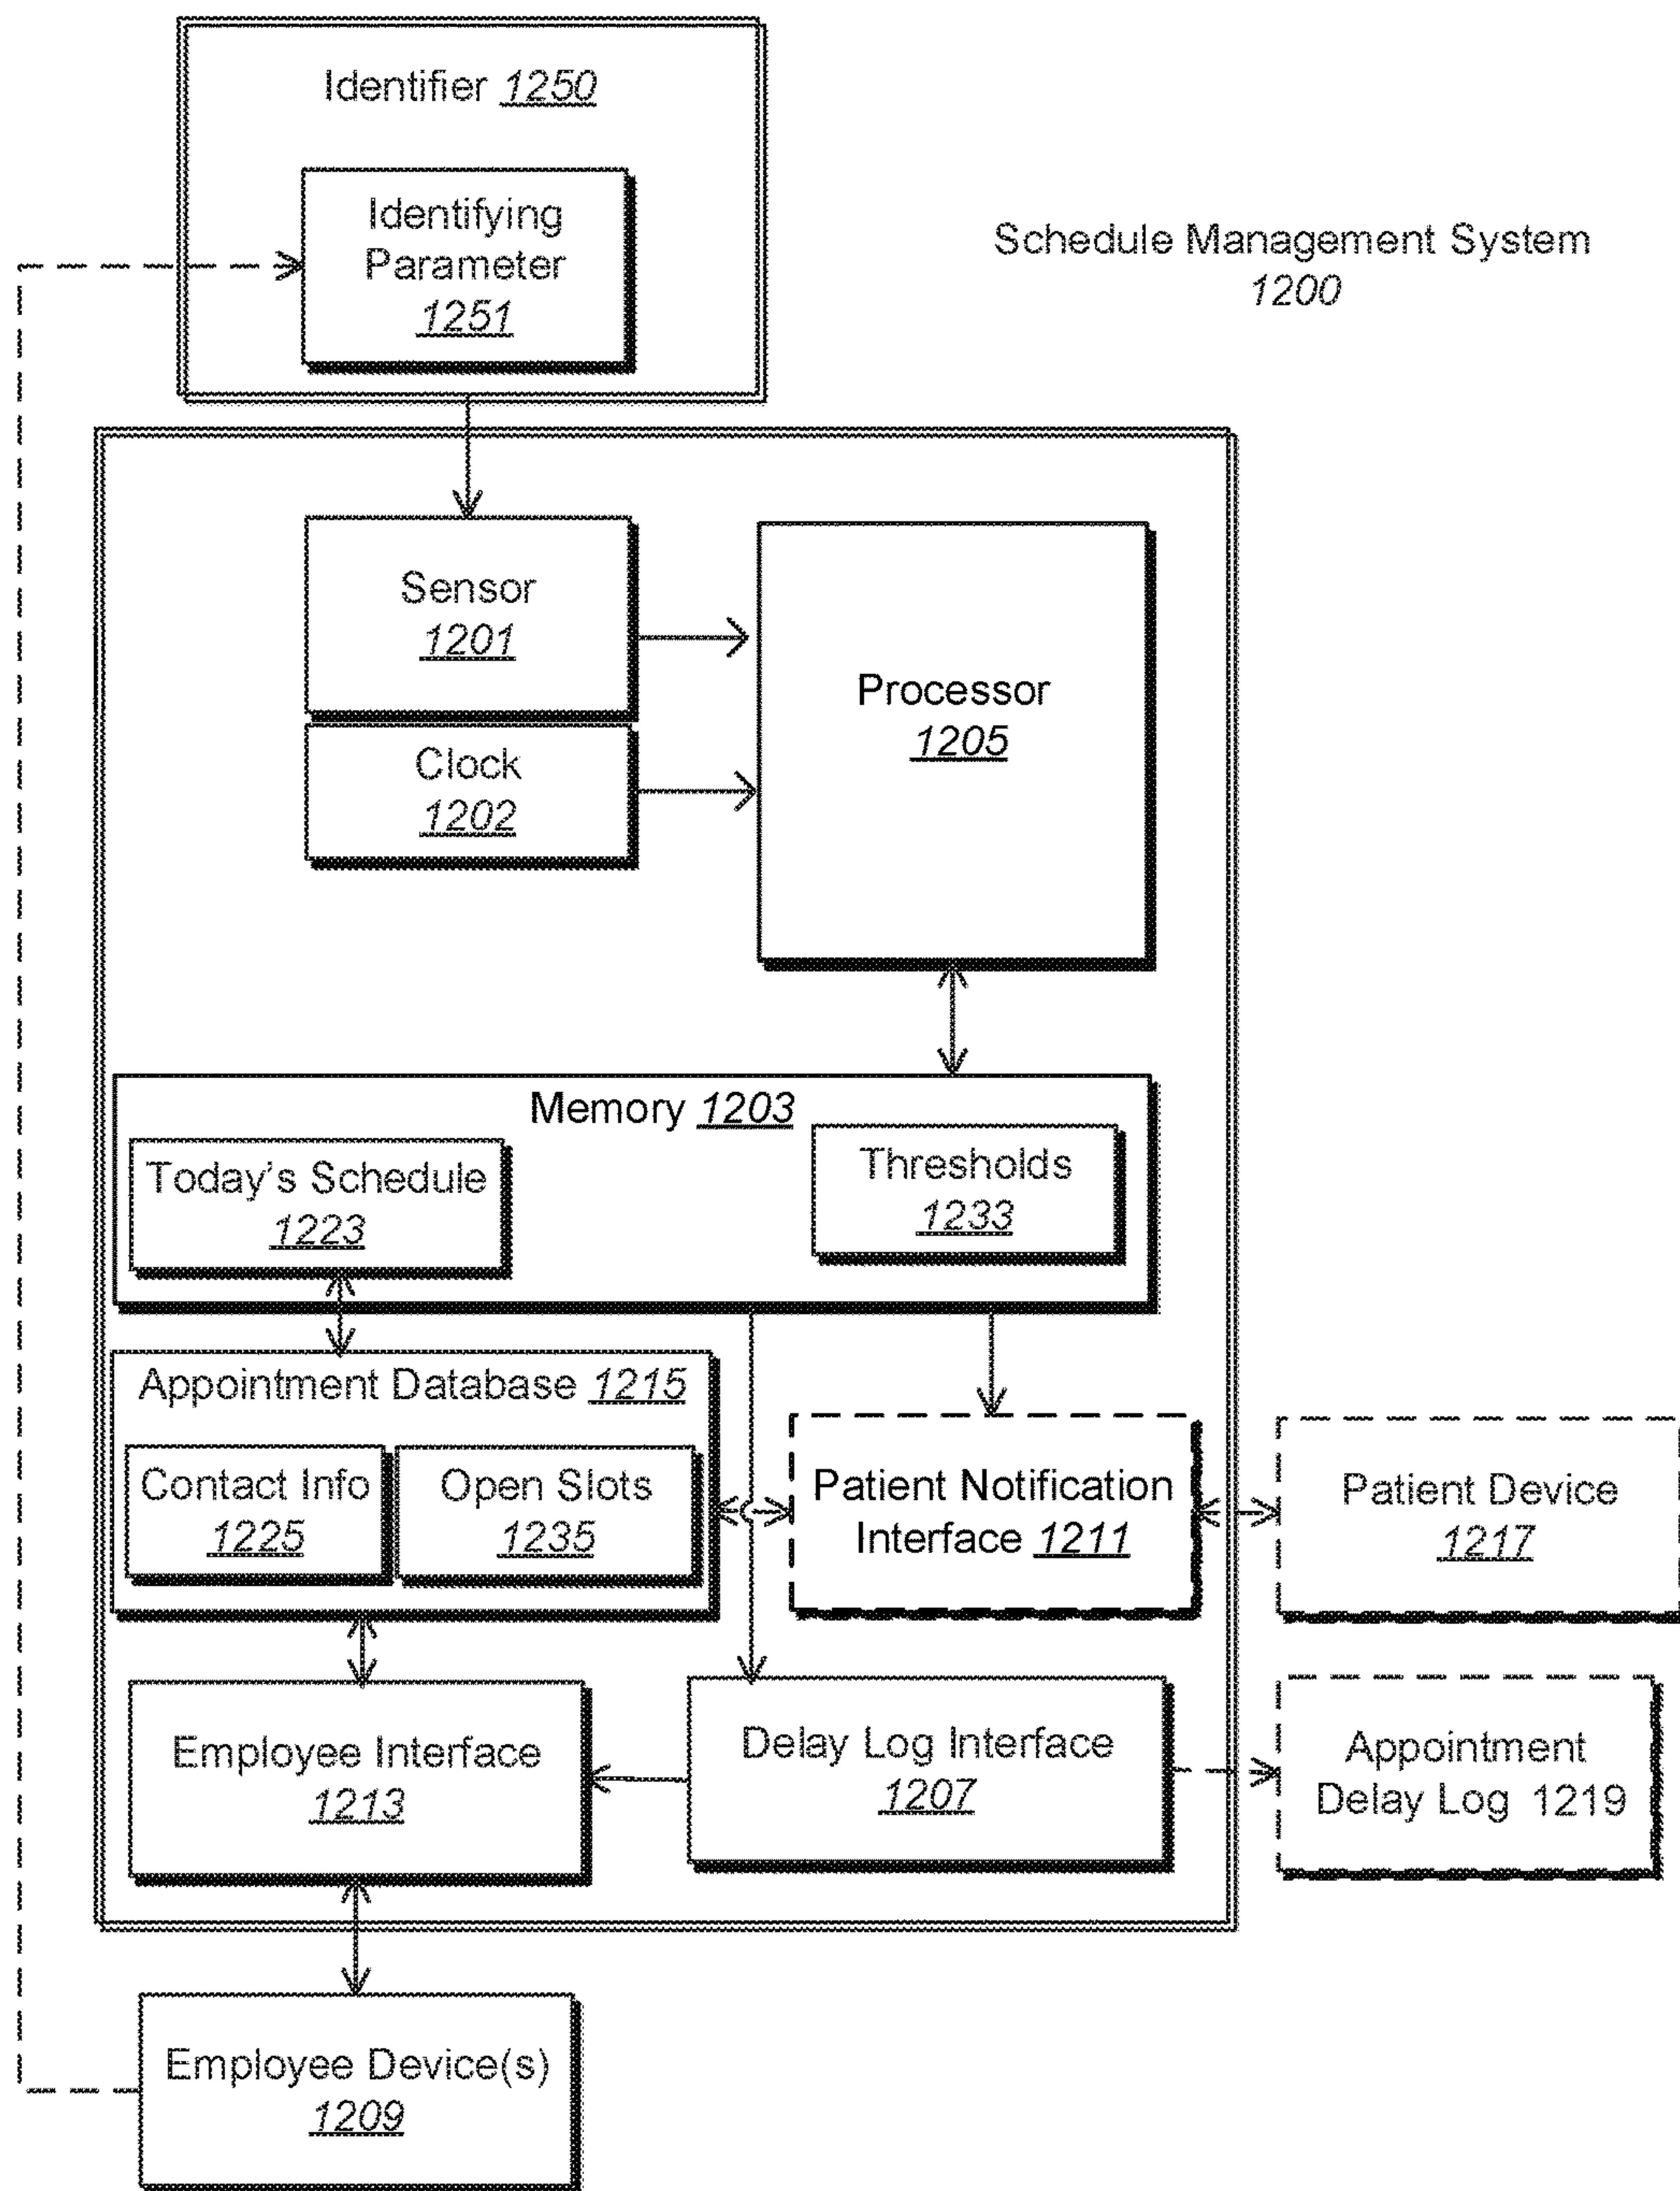 Identifier 1250
Identifying
Parameter
1251
Schedule Management System
1200
Sensor
1201
Clock
1202
Processor
1205
Memory 1203
Today's Schedule
1223
Thresholds
1233
Appointment Database 1215
Contact Info
1225
Open Slots
1235
Patient Notification
Interface 1211
Patient Device
1217
Employee Interface
1213
Delay Log Interface
1207
Appointment
Delay Log 1219
Employee Device(s)
1209